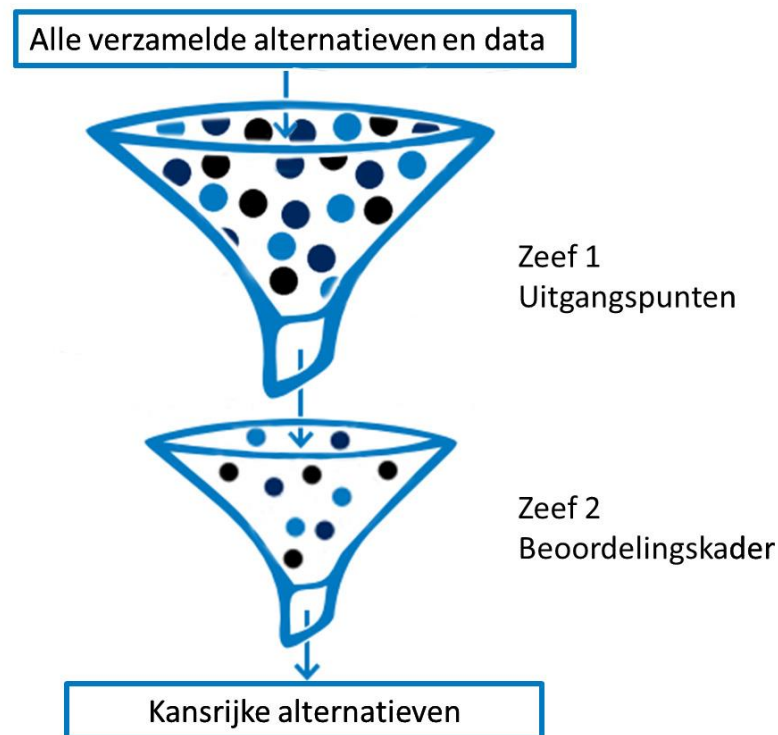 Alle verzamelde alternatieven en data
Zeef 1
Uitgangspunten
Zeef 2
Beoordelingskader
Kansrijke alternatieven